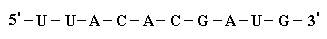 5' – U – U – A – C – A – C – G – A – U – G – 3'